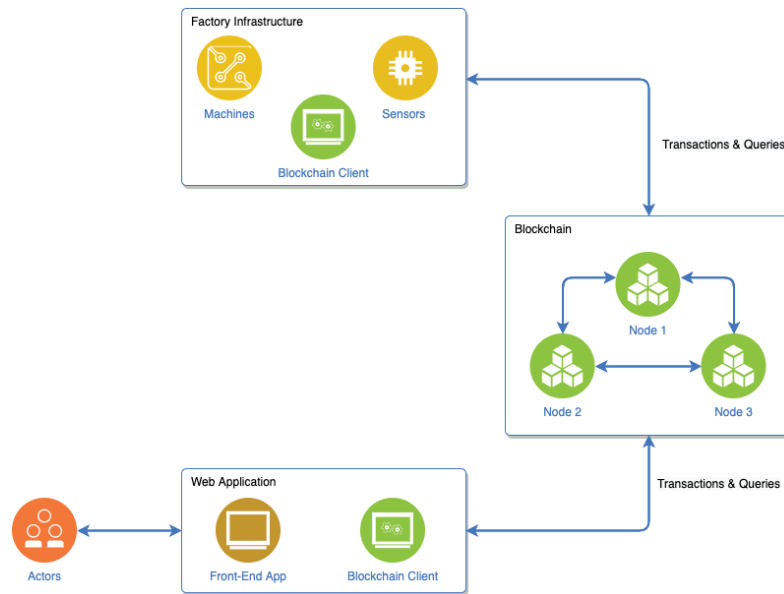 Factory Infrastructure
Machines
Sensors
Blockchain Client
Transactions & Queries
Blockchain
Node 1
Node 2
Node 3
Transactions & Queries
Web Application
Actors
Front-End App
Blockchain Client